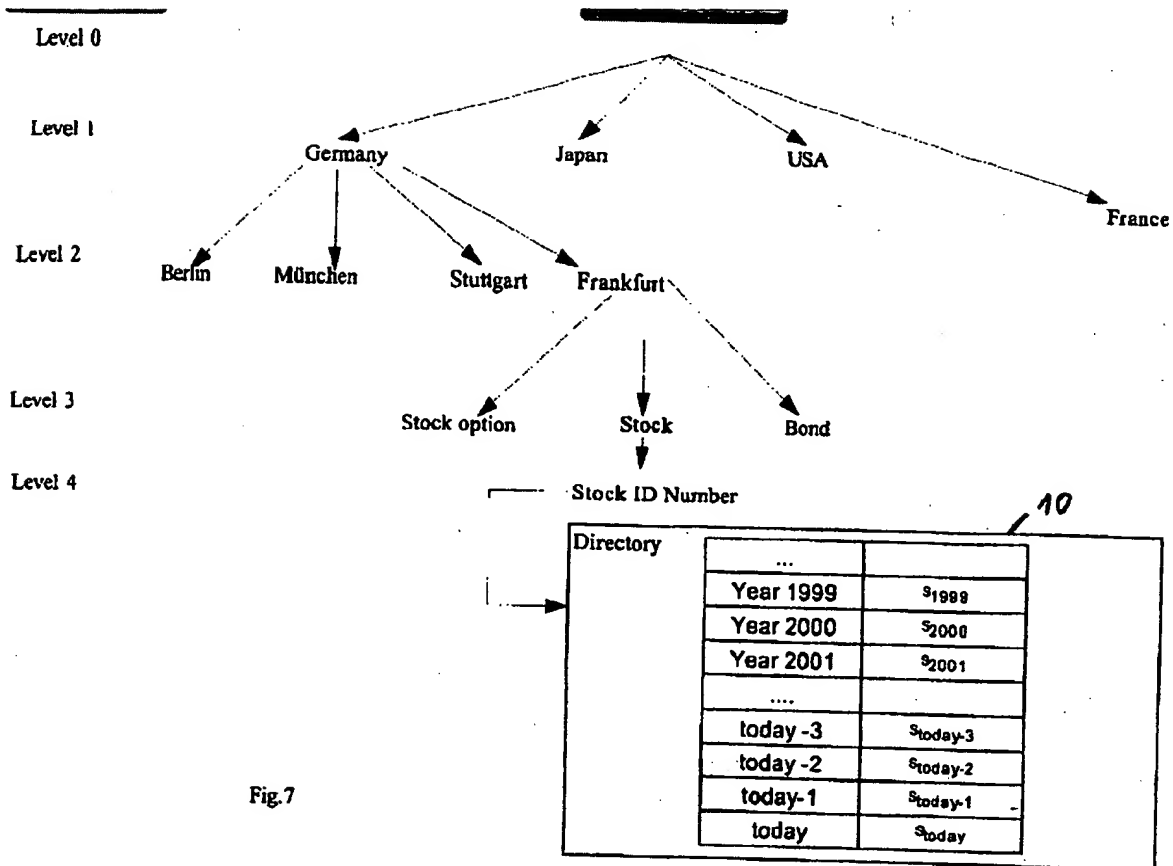 Level 0
Level 1
Germany Japan USA
France
Level 2
Berlin München Stuttgart Frankfurt
Level 3
Stock option Stock Bond
Level 4
Stock ID Number
10
Directory
...
Year 1999 s1999
Year 2000 s2000
Year 2001 s2001
....
today -3 stoday-3
today -2 stoday-2
today-1 stoday-1
today stoday
Fig.7